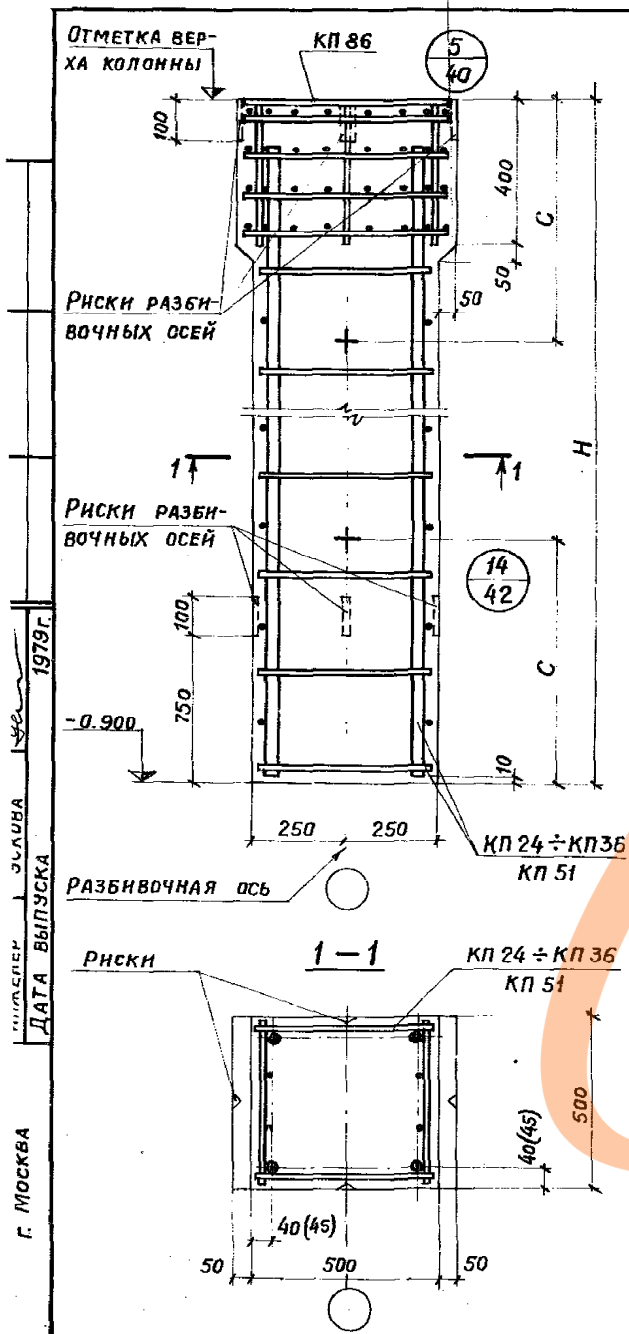 ОТМЕТКА ВЕР-
ХА КОЛОННЫ
КП 86
5
40
100
400
С
50
50
РИСКИ РАЗБИ-
ВОЧНЫХ ОСЕЙ
Н
1
1
РИСКИ РАЗБИ-
ВОЧНЫХ ОСЕЙ
14
42
100
750
С
-0.900
10
250
250
КП 24 ÷ КП 36
КП 51
РАЗБИВОЧНАЯ ОСЬ
1 — 1
РИСКИ
КП 24 ÷ КП 36
КП 51
500
40(45)
40(45)
50
500
50
1979г.
ДАТА ВЫПУСКА
Г. МОСКВА